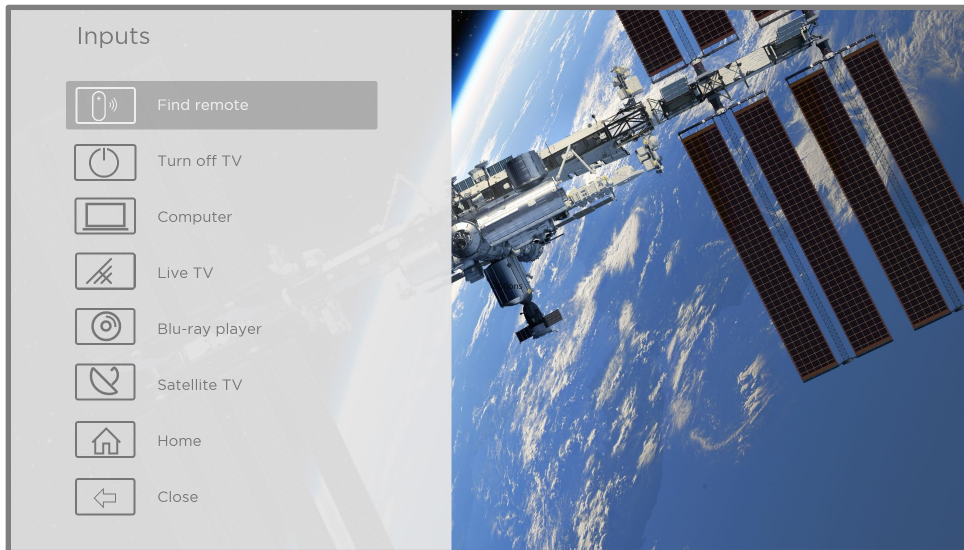 Inputs
Find remote
Turn off TV
Computer
Live TV
Blu-ray player
Satellite TV
Home
Close